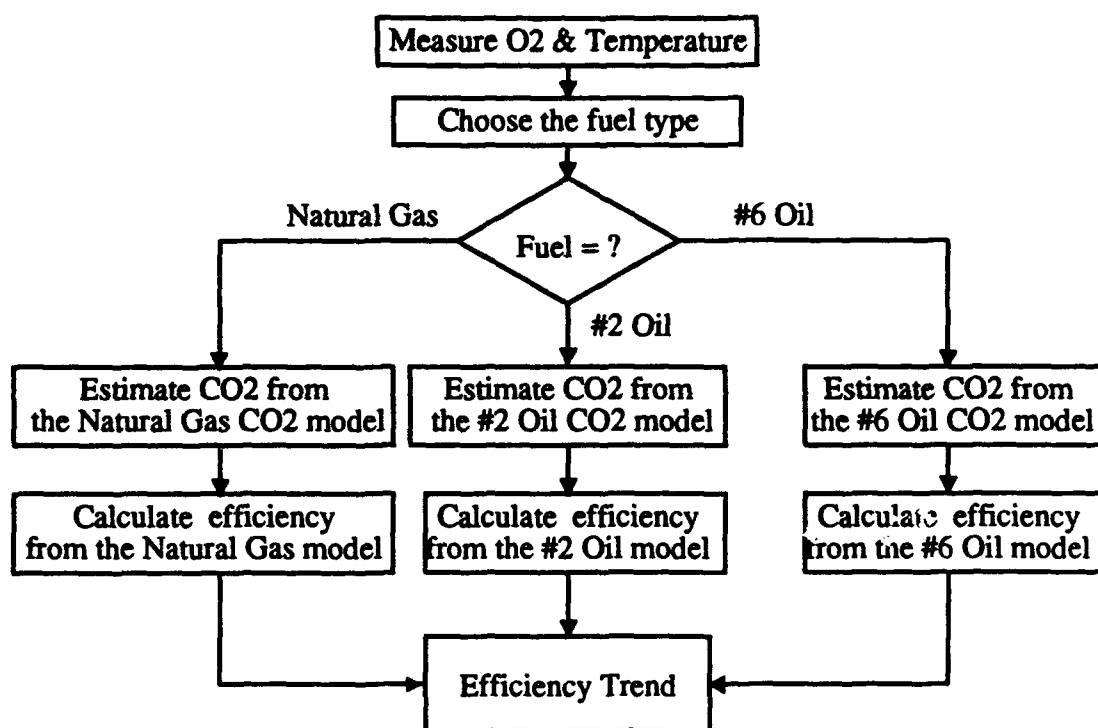 Measure O2 & Temperature
Choose the fuel type
Natural Gas
#6 Oil
Fuel = ?
#2 Oil
Estimate CO2 from
the Natural Gas CO2 model
Estimate CO2 from
the #2 Oil CO2 model
Estimate CO2 from
the #6 Oil CO2 model
Calculate efficiency
from the Natural Gas model
Calculate efficiency
from the #2 Oil model
Calculate efficiency
from the #6 Oil model
Efficiency Trend